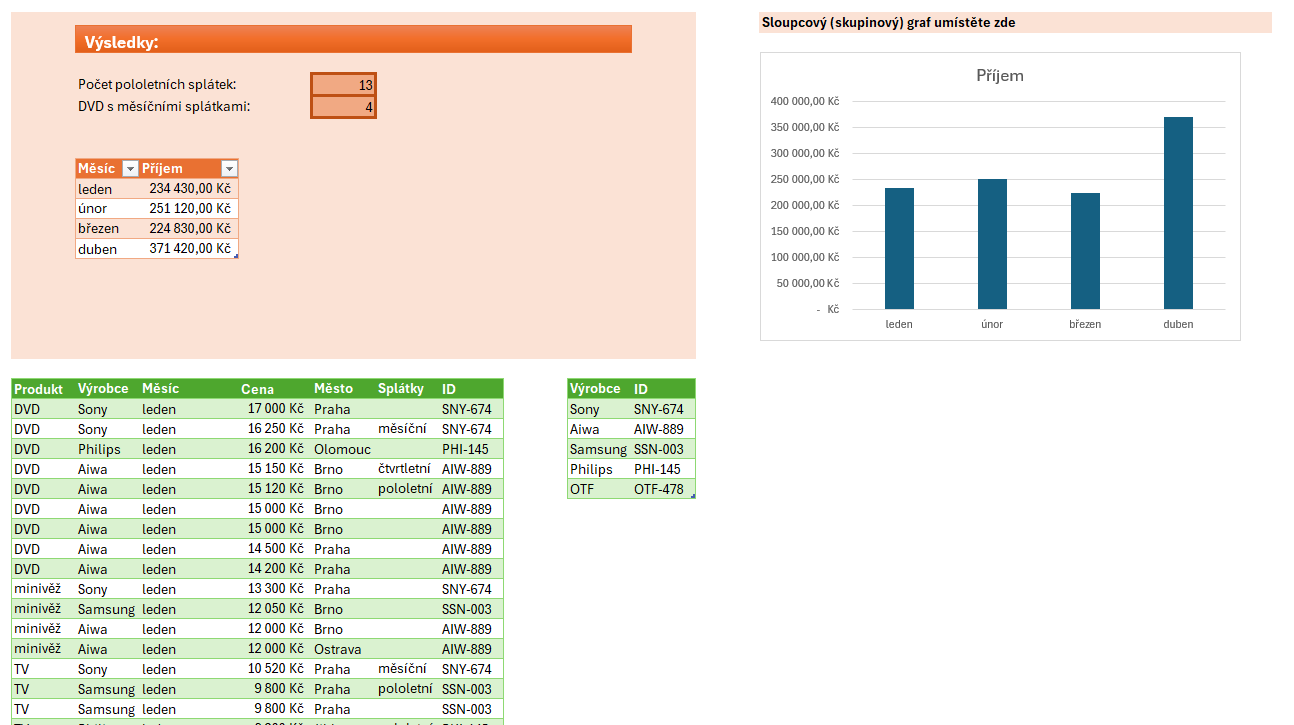 Výsledky:
Počet pololetních splátek: 13
DVD s měsíčními splátkami: 4
Měsíc Příjem
leden 234 430,00 Kč
únor 251 120,00 Kč
březen 224 830,00 Kč
duben 371 420,00 Kč
Sloupcový (skupinový) graf umístěte zde
Příjem
400 000,00 Kč
350 000,00 Kč
300 000,00 Kč
250 000,00 Kč
200 000,00 Kč
150 000,00 Kč
100 000,00 Kč
50 000,00 Kč
- Kč
leden únor březen duben
Produkt Výrobce Měsíc Cena Město Splátky ID
DVD Sony leden 17 000 Kč Praha SNY-674
DVD Sony leden 16 250 Kč Praha měsíční SNY-674
DVD Philips leden 16 200 Kč Olomouc PHI-145
DVD Aiwa leden 15 150 Kč Brno čtvrtletní AIW-889
DVD Aiwa leden 15 120 Kč Brno pololetní AIW-889
DVD Aiwa leden 15 000 Kč Brno AIW-889
DVD Aiwa leden 15 000 Kč Brno AIW-889
DVD Aiwa leden 14 500 Kč Praha AIW-889
DVD Aiwa leden 14 200 Kč Praha AIW-889
minivěž Sony leden 13 300 Kč Praha SNY-674
minivěž Samsung leden 12 050 Kč Brno SSN-003
minivěž Aiwa leden 12 000 Kč Brno AIW-889
minivěž Aiwa leden 12 000 Kč Ostrava AIW-889
TV Sony leden 10 520 Kč Praha měsíční SNY-674
TV Samsung leden 9 800 Kč Praha pololetní SSN-003
TV Samsung leden 9 800 Kč Praha SSN-003
Výrobce ID
Sony SNY-674
Aiwa AIW-889
Samsung SSN-003
Philips PHI-145
OTF OTF-478